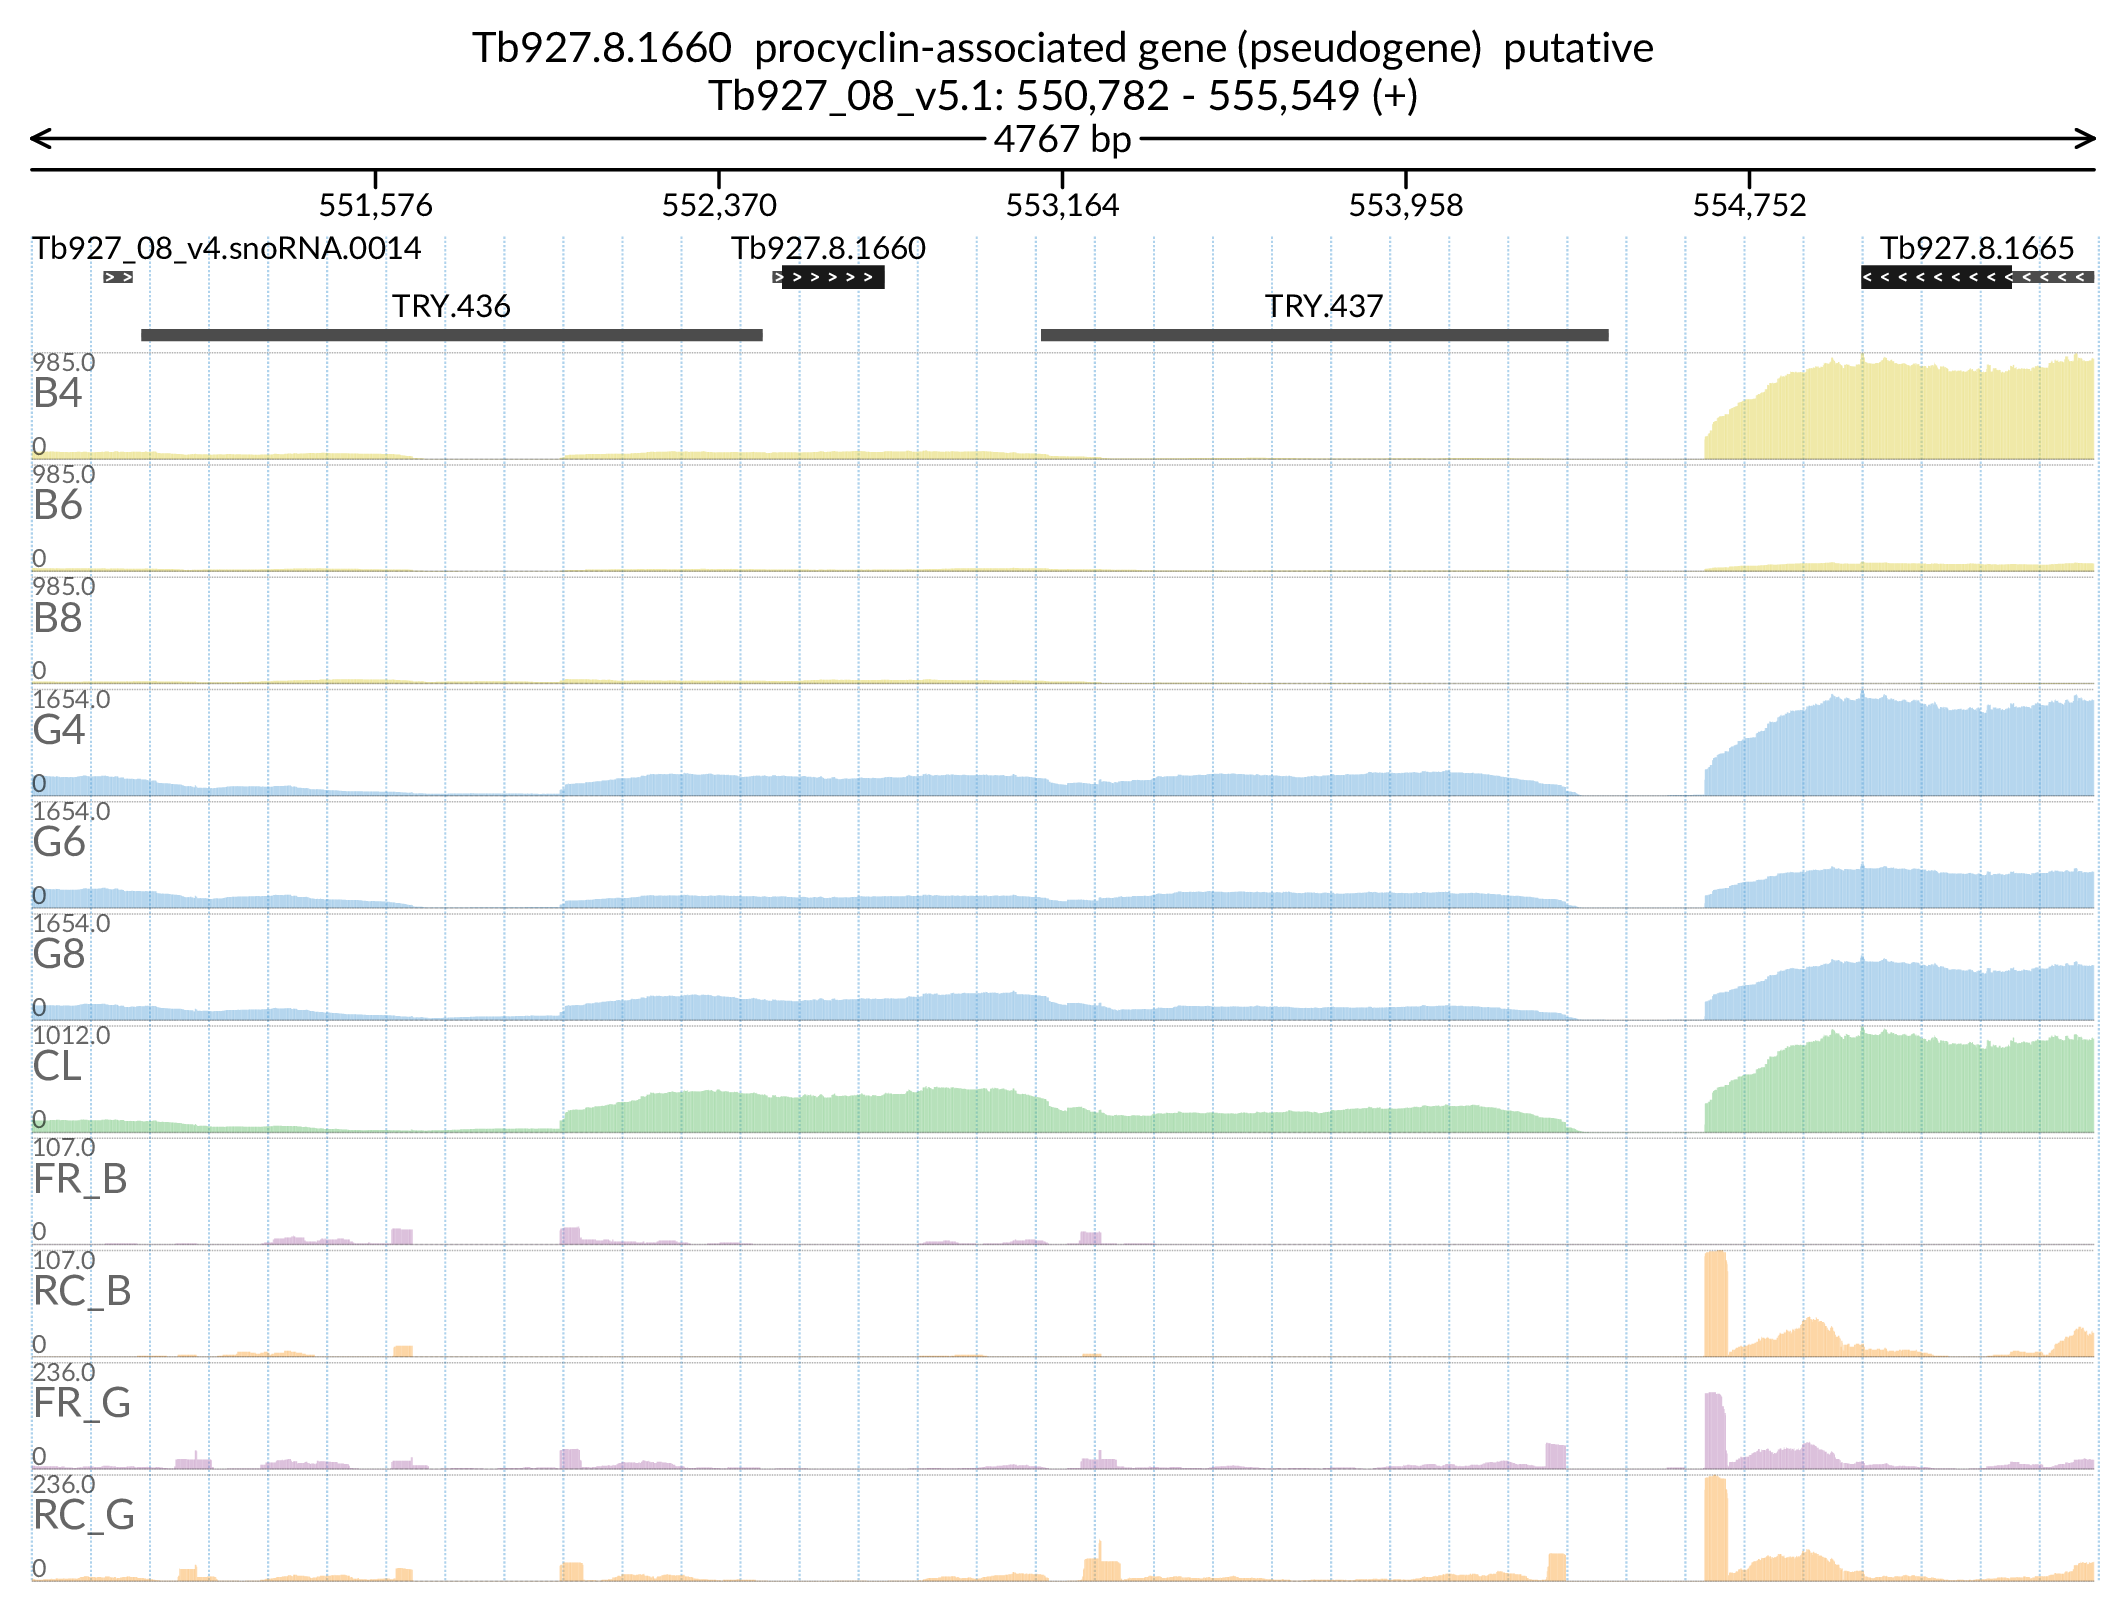 Tb927.8.1660  procyclin-associated gene (pseudogene)  putative
Tb927_08_v5.1: 550,782 - 555,549 (+)
4767 bp
551,576 552,370 553,164 553,958 554,752
Tb927_08_v4.snoRNA.0014 Tb927.8.1660 Tb927.8.1665
TRY.436 TRY.437
985.0
B4
0
985.0
B6
0
985.0
B8
0
1654.0
G4
0
1654.0
G6
0
1654.0
G8
0
1012.0
CL
0
107.0
FR_B
0
107.0
RC_B
0
236.0
FR_G
0
236.0
RC_G
0